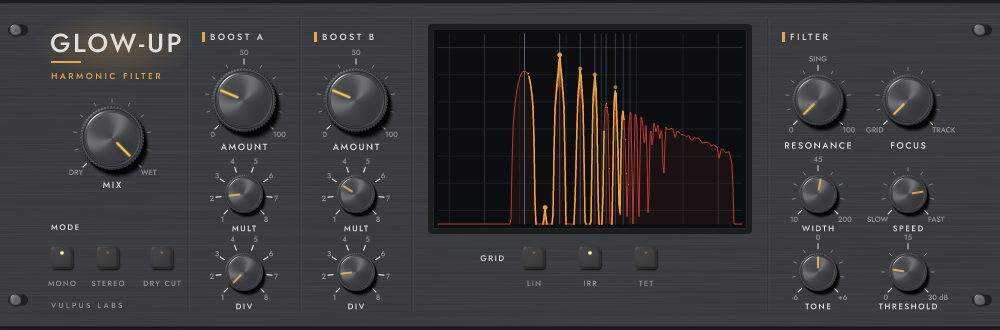 GLOW-UP
HARMONIC FILTER
DRY WET
MIX
MODE
MONO STEREO DRY CUT
VULPUS LABS
BOOST A
50
0 100
AMOUNT
1 2 3 4 5 6 7 8
MULT
1 2 3 4 5 6 7 8
DIV
BOOST B
50
0 100
AMOUNT
1 2 3 4 5 6 7 8
MULT
1 2 3 4 5 6 7 8
DIV
GRID
LIN IRR TET
FILTER
SING
0 100
RESONANCE
GRID TRACK
FOCUS
45
10 200
WIDTH
SLOW FAST
SPEED
0
-6 +6
TONE
15
0 30 dB
THRESHOLD